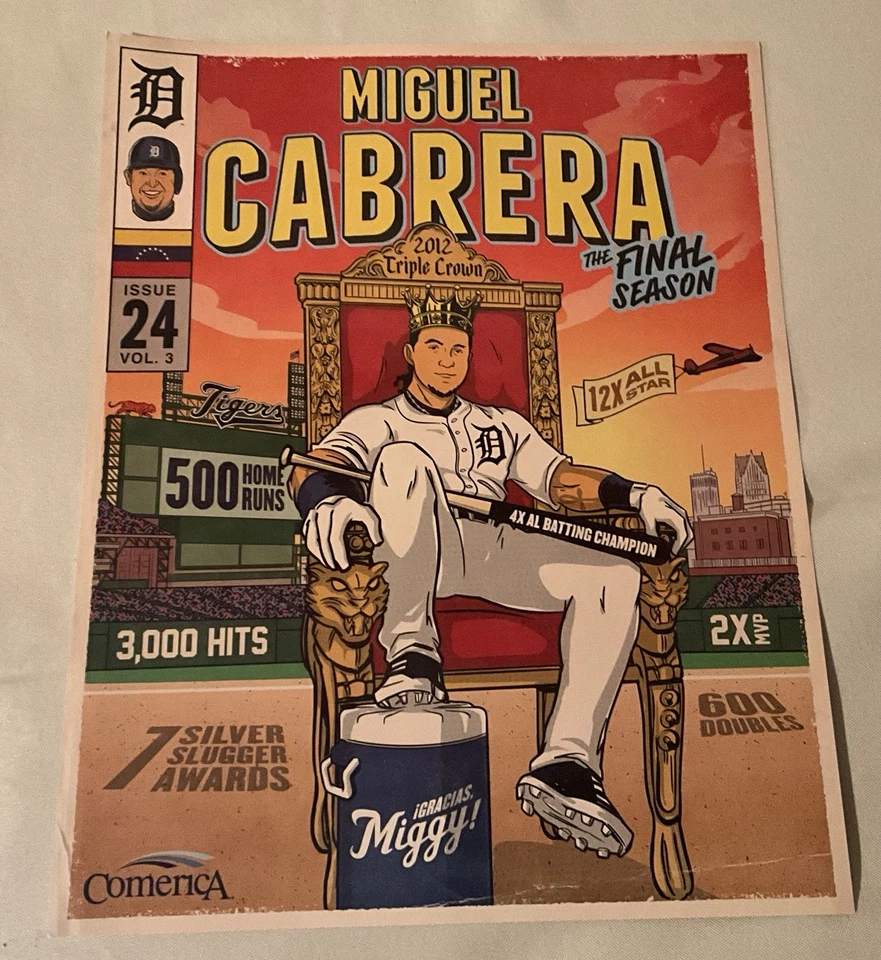 D
D
MIGUEL
CABRERA
THE FINAL
SEASON
2012
Triple Crown
ISSUE
24
VOL. 3
12X ALL
STAR
Tigers
500 HOME
RUNS
D
4X AL BATTING CHAMPION
3,000 HITS
2X MVP
7 SILVER
SLUGGER
AWARDS
600
DOUBLES
¡GRACIAS,
Miggy!
ComericA